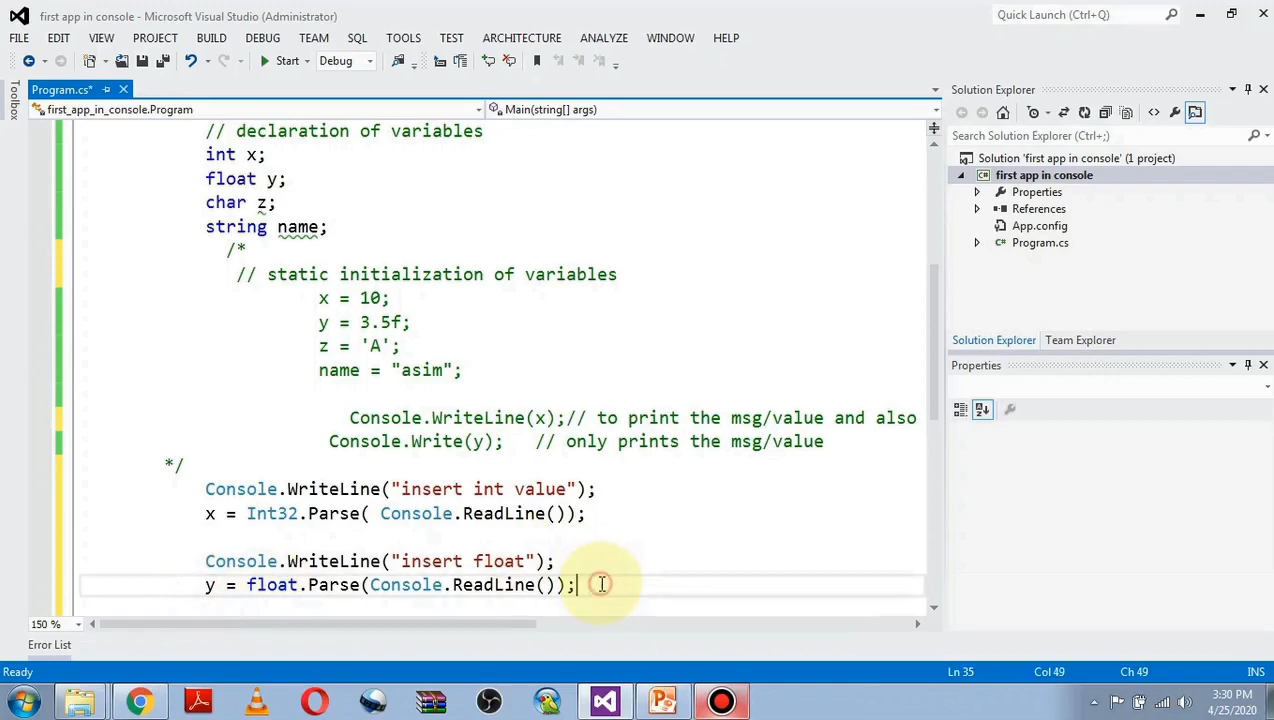 first app in console - Microsoft Visual Studio (Administrator)
Quick Launch (Ctrl+Q)
FILE EDIT VIEW PROJECT BUILD DEBUG TEAM SQL TOOLS TEST ARCHITECTURE ANALYZE WINDOW HELP
Start Debug
Program.cs*
Toolbox
first_app_in_console.Program
Main(string[] args)
// declaration of variables
int x;
float y;
char z;
string name;
/*
// static initialization of variables
x = 10;
y = 3.5f;
z = 'A';
name = "asim";
Console.WriteLine(x);// to print the msg/value and also
Console.Write(y);   // only prints the msg/value
*/
Console.WriteLine("insert int value");
x = Int32.Parse( Console.ReadLine());
Console.WriteLine("insert float");
y = float.Parse(Console.ReadLine());
150 %
Error List
Solution Explorer
Search Solution Explorer (Ctrl+;)
Solution 'first app in console' (1 project)
C# first app in console
Properties
References
App.config
C# Program.cs
Solution Explorer Team Explorer
Properties
Ready
Ln 35 Col 49 Ch 49 INS
3:30 PM
4/25/2020